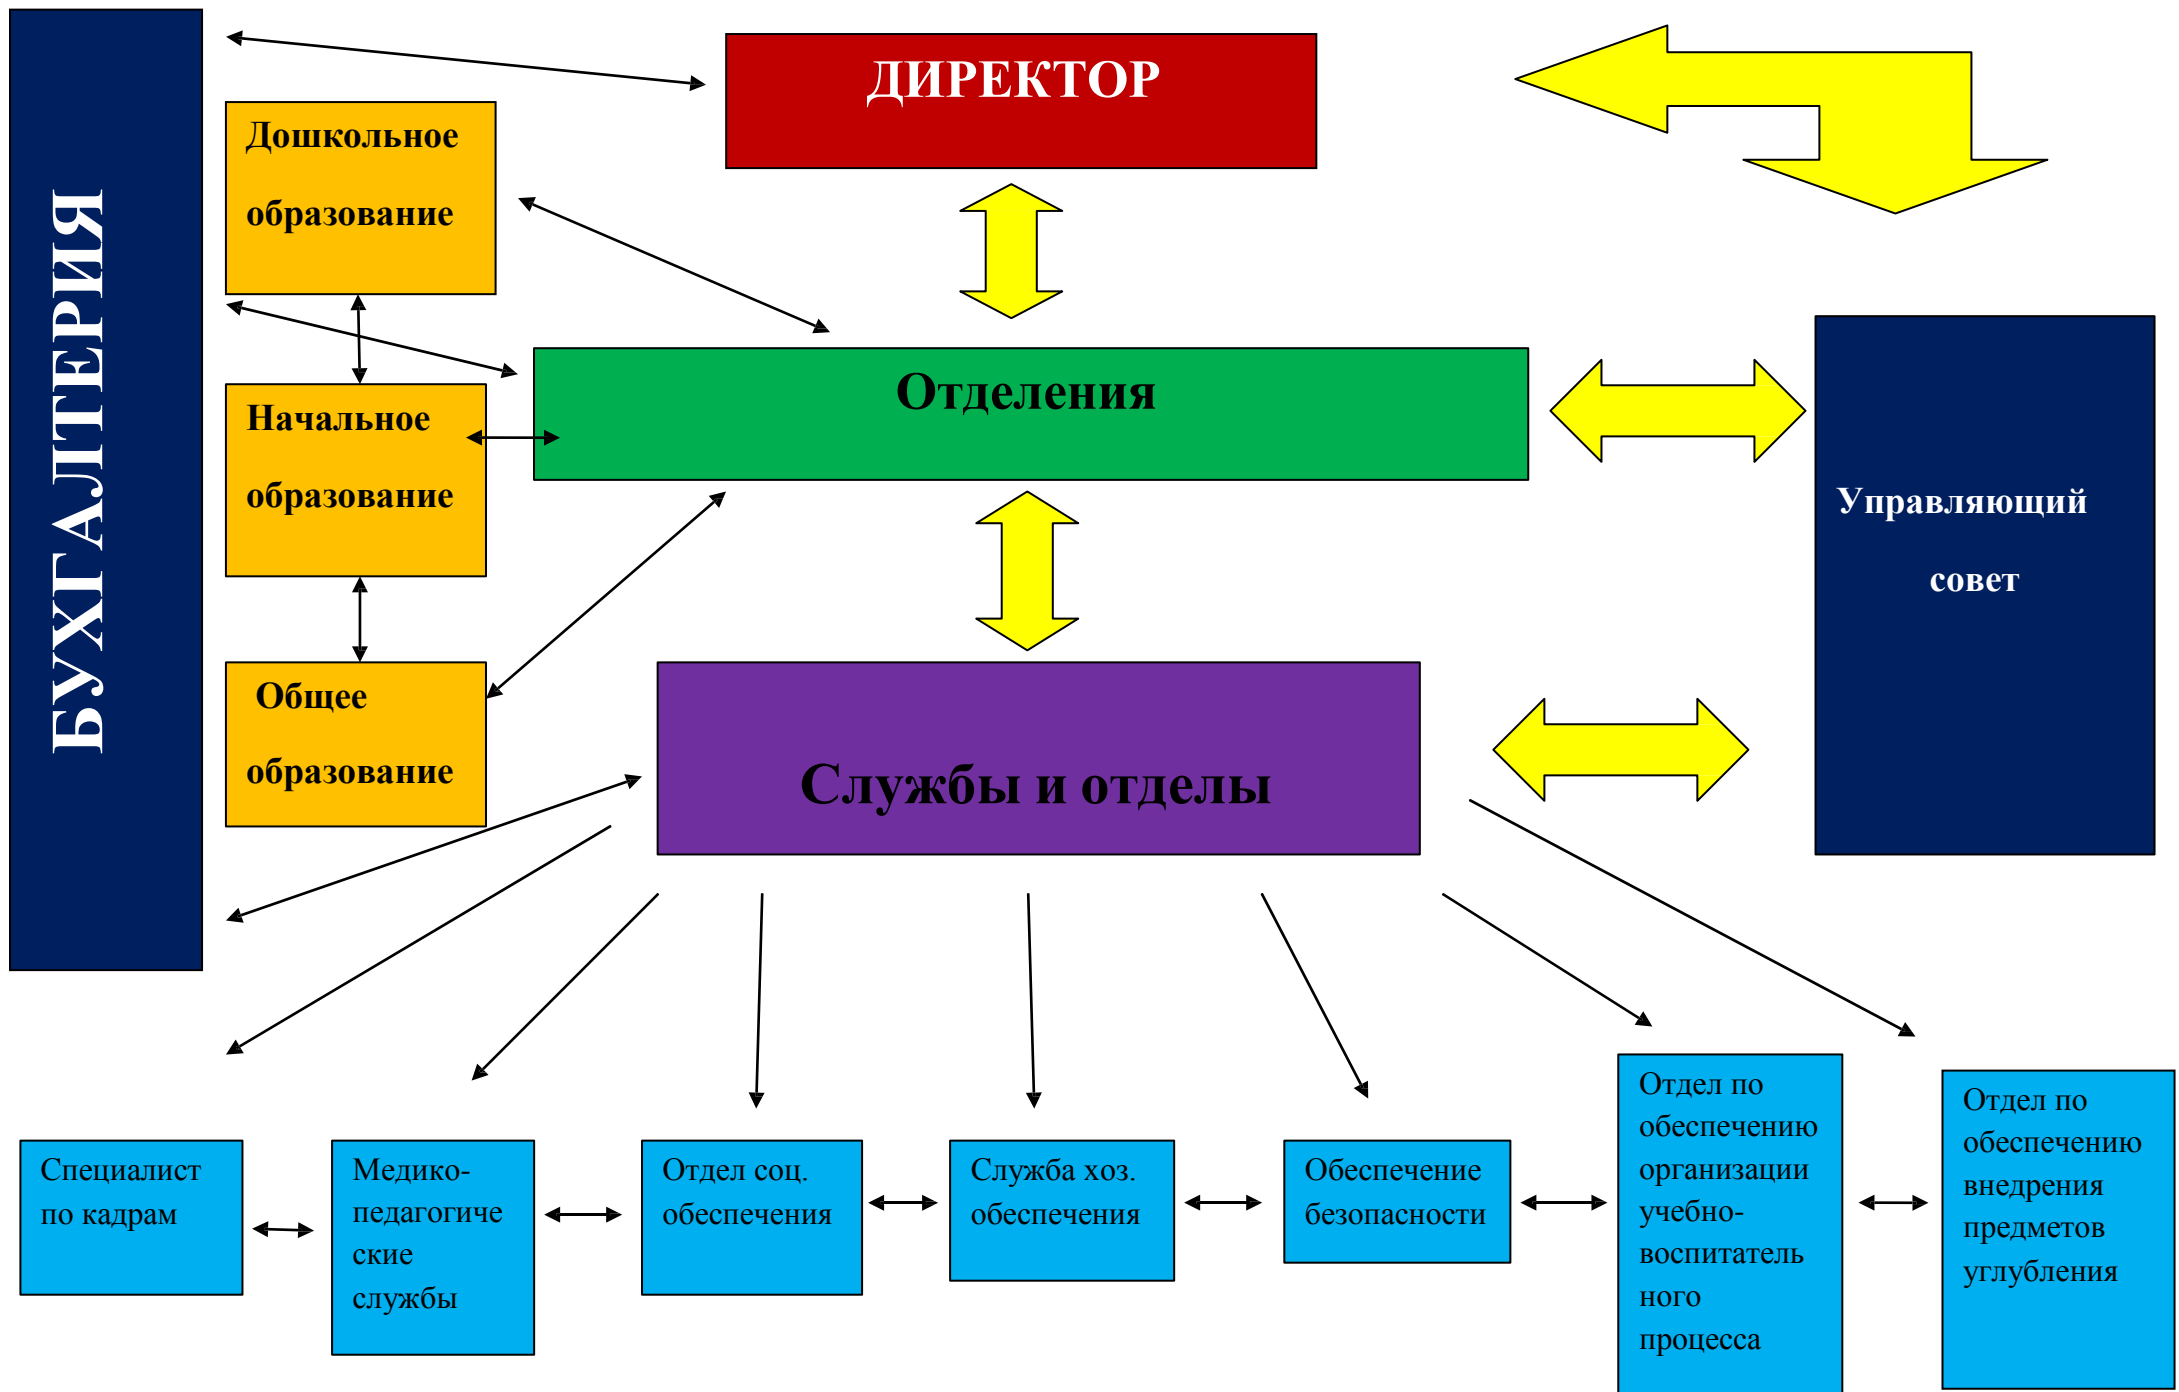 БУХГАЛТЕРИЯ
ДИРЕКТОР
Дошкольное
образование
Отделения
Начальное
образование
Управляющий
совет
Общее
образование
Службы и отделы
Специалист
по кадрам
Медико-
педагогиче
ские
службы
Отдел соц.
обеспечения
Служба хоз.
обеспечения
Обеспечение
безопасности
Отдел по
обеспечению
организации
учебно-
воспитатель
ного
процесса
Отдел по
обеспечению
внедрения
предметов
углубления